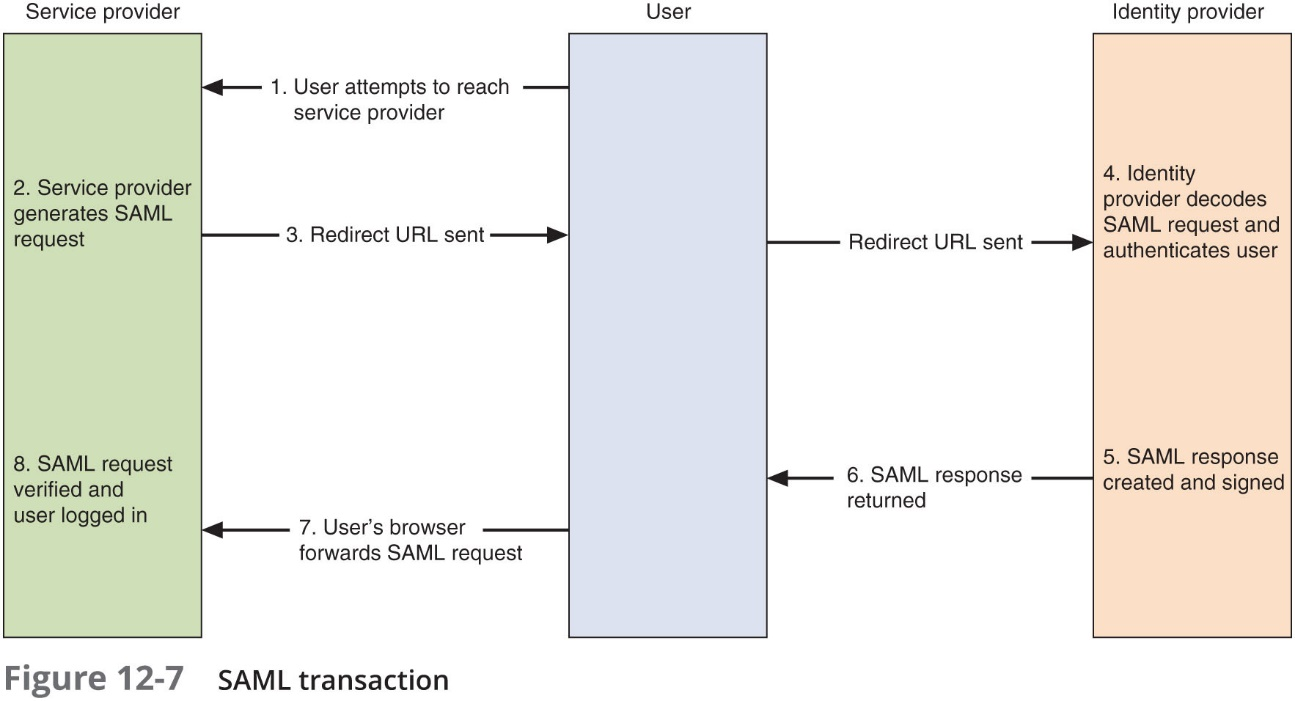 Service provider
User
Identity provider
1. User attempts to reach
service provider
2. Service provider
generates SAML
request
3. Redirect URL sent
Redirect URL sent
4. Identity
provider decodes
SAML request and
authenticates user
5. SAML response
created and signed
6. SAML response
returned
7. User’s browser
forwards SAML request
8. SAML request
verified and
user logged in
Figure 12-7 SAML transaction